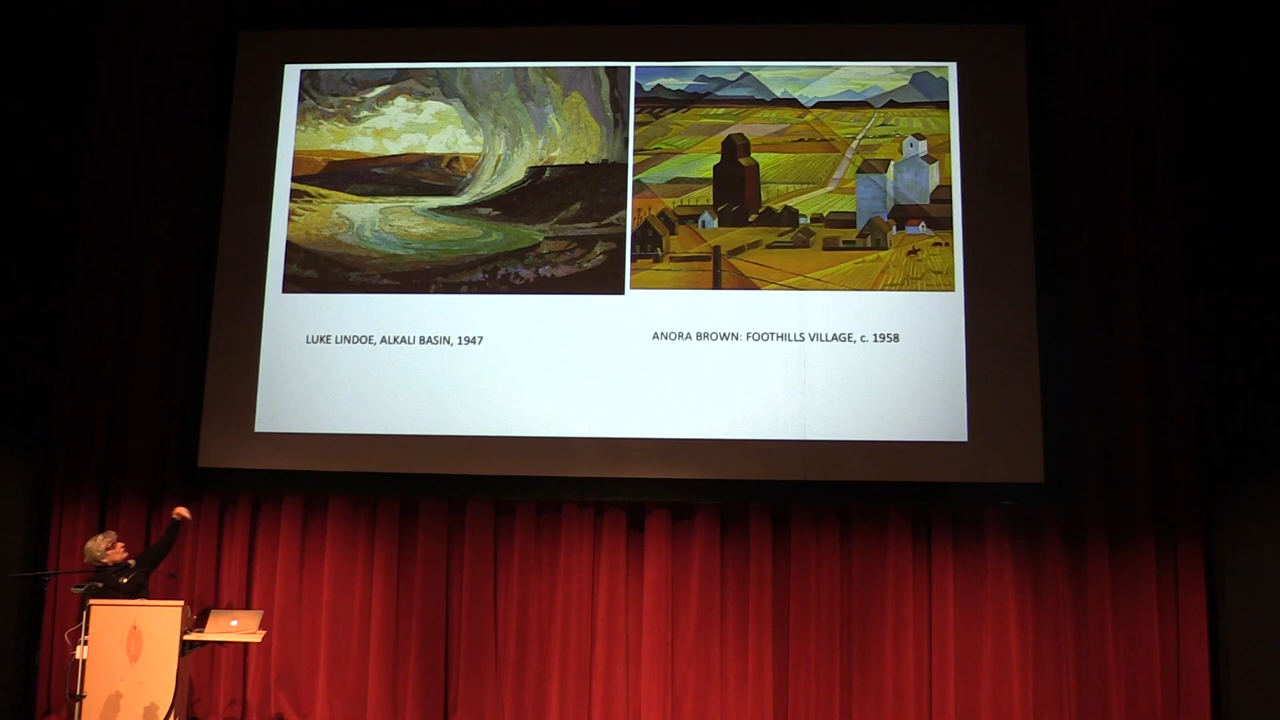 LUKE LINDOE, ALKALI BASIN, 1947
ANORA BROWN: FOOTHILLS VILLAGE, c. 1958